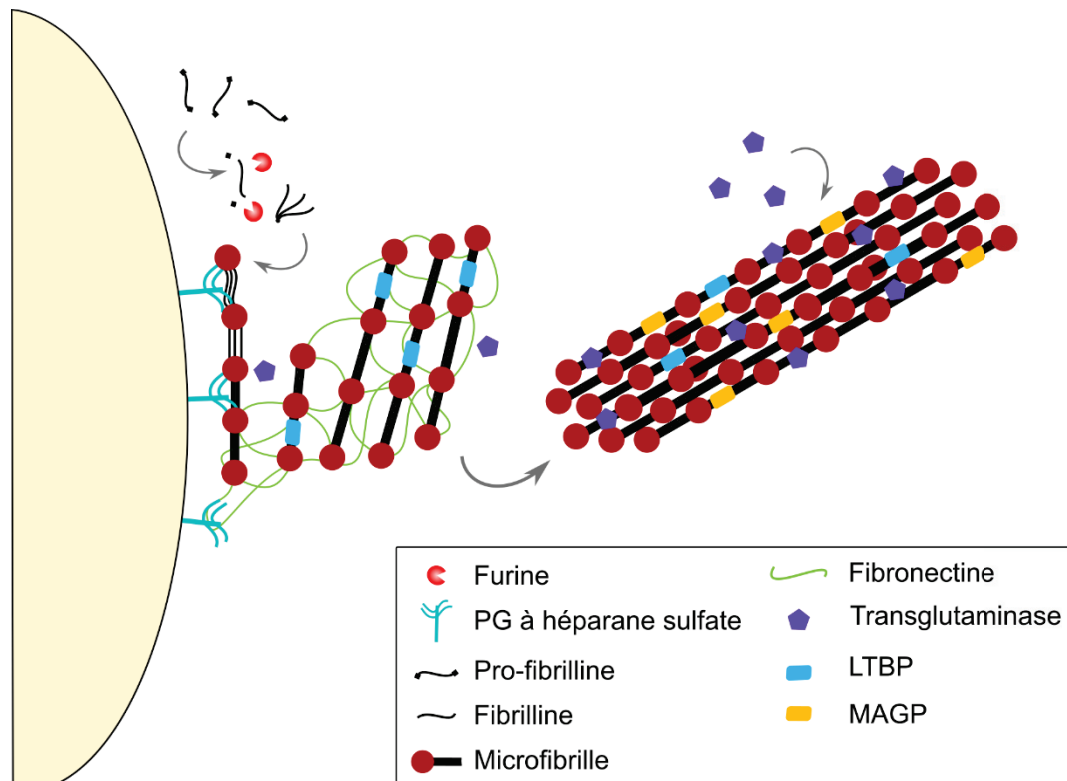 Furine
PG à héparane sulfate
Pro-fibrilline
Fibrilline
Microfibrille
Fibronectine
Transglutaminase
LTBP
MAGP